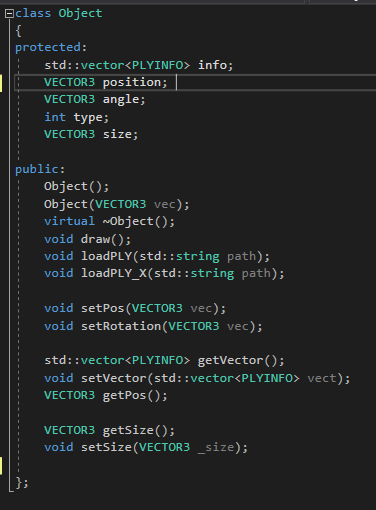 class Object
{
protected:
std::vector<PLYINFO> info;
VECTOR3 position;
VECTOR3 angle;
int type;
VECTOR3 size;
public:
Object();
Object(VECTOR3 vec);
virtual ~Object();
void draw();
void loadPLY(std::string path);
void loadPLY_X(std::string path);
void setPos(VECTOR3 vec);
void setRotation(VECTOR3 vec);
std::vector<PLYINFO> getVector();
void setVector(std::vector<PLYINFO> vect);
VECTOR3 getPos();
VECTOR3 getSize();
void setSize(VECTOR3 _size);
};